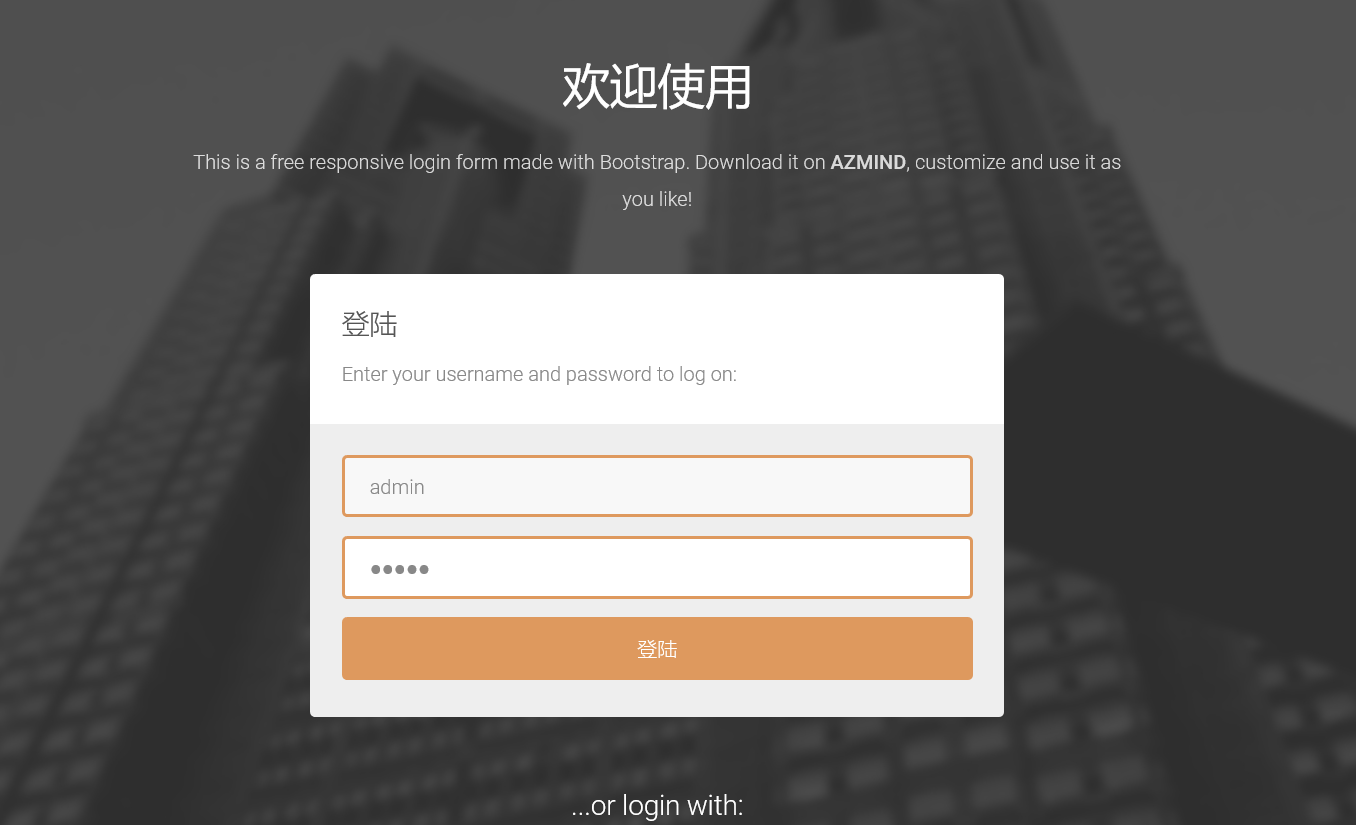 欢迎使用
This is a free responsive login form made with Bootstrap. Download it on AZMIND, customize and use it as
you like!
登陆
Enter your username and password to log on:
admin
●●●●●
登陆
...or login with: